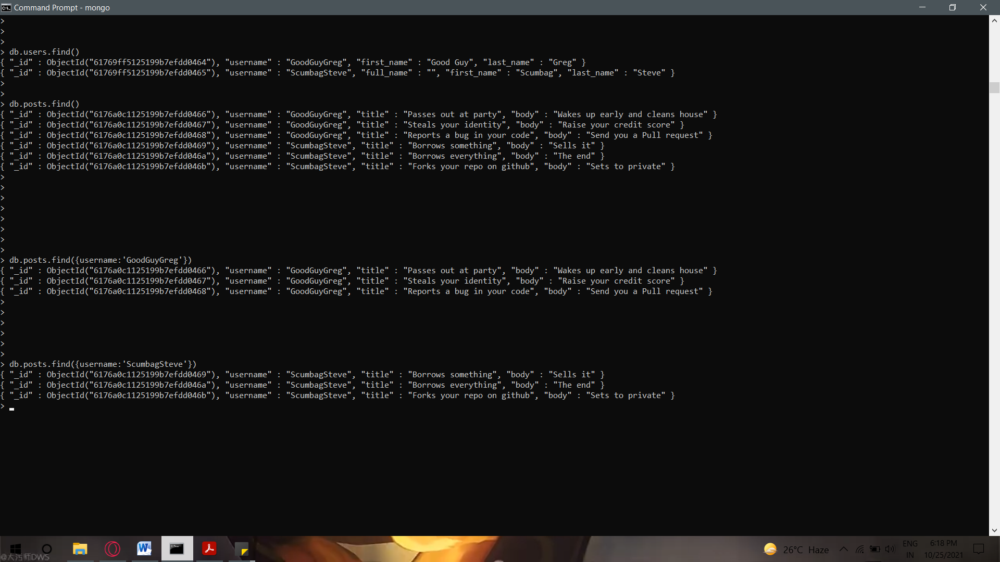 Command Prompt - mongo
>
>
>
> db.users.find()
{ "_id" : ObjectId("61769ff5125199b7efdd0464"), "username" : "GoodGuyGreg", "first_name" : "Good Guy", "last_name" : "Greg" }
{ "_id" : ObjectId("61769ff5125199b7efdd0465"), "username" : "ScumbagSteve", "full_name" : "", "first_name" : "Scumbag", "last_name" : "Steve" }
>
>
> db.posts.find()
{ "_id" : ObjectId("6176a0c1125199b7efdd0466"), "username" : "GoodGuyGreg", "title" : "Passes out at party", "body" : "Wakes up early and cleans house" }
{ "_id" : ObjectId("6176a0c1125199b7efdd0467"), "username" : "GoodGuyGreg", "title" : "Steals your identity", "body" : "Raise your credit score" }
{ "_id" : ObjectId("6176a0c1125199b7efdd0468"), "username" : "GoodGuyGreg", "title" : "Reports a bug in your code", "body" : "Send you a Pull request" }
{ "_id" : ObjectId("6176a0c1125199b7efdd0469"), "username" : "ScumbagSteve", "title" : "Borrows something", "body" : "Sells it" }
{ "_id" : ObjectId("6176a0c1125199b7efdd046a"), "username" : "ScumbagSteve", "title" : "Borrows everything", "body" : "The end" }
{ "_id" : ObjectId("6176a0c1125199b7efdd046b"), "username" : "ScumbagSteve", "title" : "Forks your repo on github", "body" : "Sets to private" }
>
>
>
>
>
>
>
>
> db.posts.find({username:'GoodGuyGreg'})
{ "_id" : ObjectId("6176a0c1125199b7efdd0466"), "username" : "GoodGuyGreg", "title" : "Passes out at party", "body" : "Wakes up early and cleans house" }
{ "_id" : ObjectId("6176a0c1125199b7efdd0467"), "username" : "GoodGuyGreg", "title" : "Steals your identity", "body" : "Raise your credit score" }
{ "_id" : ObjectId("6176a0c1125199b7efdd0468"), "username" : "GoodGuyGreg", "title" : "Reports a bug in your code", "body" : "Send you a Pull request" }
>
>
>
>
>
>
> db.posts.find({username:'ScumbagSteve'})
{ "_id" : ObjectId("6176a0c1125199b7efdd0469"), "username" : "ScumbagSteve", "title" : "Borrows something", "body" : "Sells it" }
{ "_id" : ObjectId("6176a0c1125199b7efdd046a"), "username" : "ScumbagSteve", "title" : "Borrows everything", "body" : "The end" }
{ "_id" : ObjectId("6176a0c1125199b7efdd046b"), "username" : "ScumbagSteve", "title" : "Forks your repo on github", "body" : "Sets to private" }
>
@大污师DWS
26°C Haze
ENG
IN
6:18 PM
10/25/2021